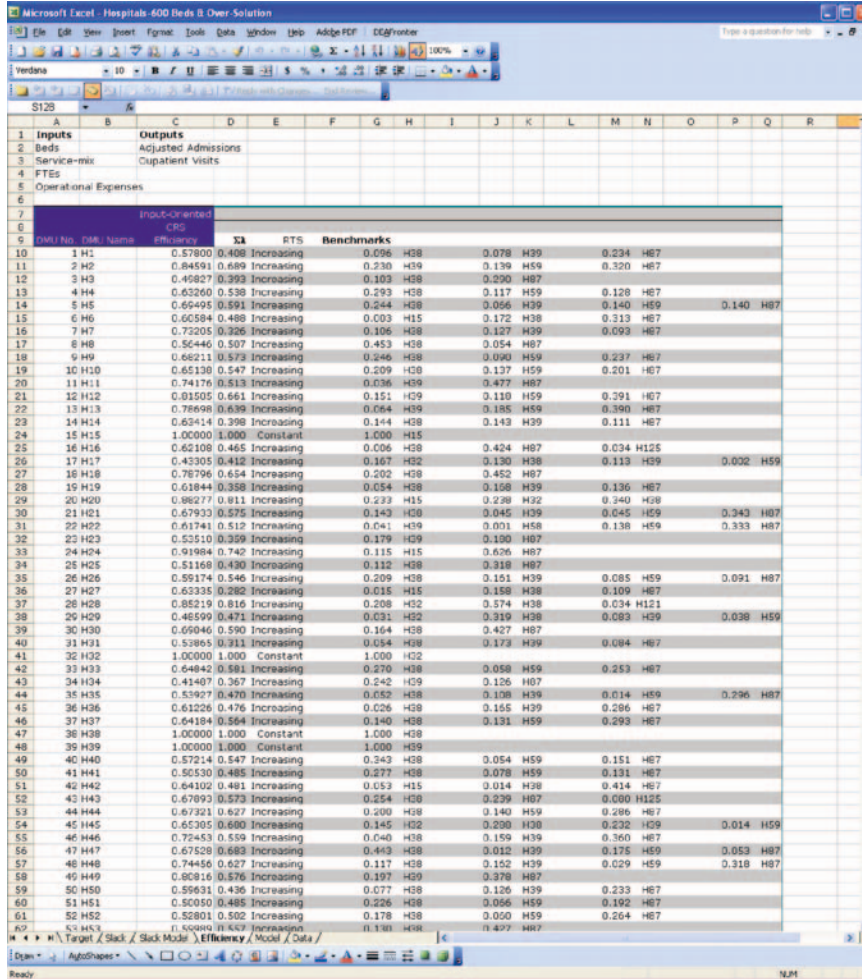 Microsoft Excel - Hospitals-600 Beds & Over-Solution
File Edit View Insert Format Tools Data Window Help Adobe PDF DEAFrontier
Type a question for help
100%
Verdana 10 B I U
S128 fx
A B C D E F G H I J K L M N O P Q R
1 Inputs Outputs
2 Beds Adjusted Admissions
3 Service-mix Outpatient Visits
4 FTEs
5 Operational Expenses
6
7 Input-Oriented
8 CRS
9 DMU No. DMU Name Efficiency Σλ RTS Benchmarks
10 1 H1 0.57800 0.408 Increasing 0.096 H38 0.078 H39 0.234 H87
11 2 H2 0.84591 0.689 Increasing 0.230 H39 0.139 H59 0.320 H87
12 3 H3 0.49827 0.393 Increasing 0.103 H38 0.290 H87
13 4 H4 0.63260 0.538 Increasing 0.293 H38 0.117 H59 0.128 H87
14 5 H5 0.69495 0.591 Increasing 0.244 H38 0.066 H39 0.140 H59 0.140 H87
15 6 H6 0.60584 0.488 Increasing 0.003 H15 0.172 H38 0.313 H87
16 7 H7 0.73205 0.326 Increasing 0.106 H38 0.127 H39 0.093 H87
17 8 H8 0.56446 0.507 Increasing 0.453 H38 0.054 H87
18 9 H9 0.68211 0.573 Increasing 0.246 H38 0.090 H59 0.237 H87
19 10 H10 0.65138 0.547 Increasing 0.209 H38 0.137 H59 0.201 H87
20 11 H11 0.74176 0.513 Increasing 0.036 H39 0.477 H87
21 12 H12 0.81505 0.661 Increasing 0.151 H39 0.118 H59 0.391 H87
22 13 H13 0.78698 0.639 Increasing 0.064 H39 0.185 H59 0.390 H87
23 14 H14 0.63414 0.398 Increasing 0.144 H38 0.143 H39 0.111 H87
24 15 H15 1.00000 1.000 Constant 1.000 H15
25 16 H16 0.62108 0.465 Increasing 0.006 H38 0.424 H87 0.034 H125
26 17 H17 0.43305 0.412 Increasing 0.167 H32 0.130 H38 0.113 H39 0.002 H59
27 18 H18 0.78796 0.654 Increasing 0.202 H38 0.452 H87
28 19 H19 0.61844 0.358 Increasing 0.054 H38 0.168 H39 0.136 H87
29 20 H20 0.88277 0.811 Increasing 0.233 H15 0.238 H32 0.340 H38
30 21 H21 0.67933 0.575 Increasing 0.143 H38 0.045 H39 0.045 H59 0.343 H87
31 22 H22 0.61741 0.512 Increasing 0.041 H39 0.001 H58 0.138 H59 0.333 H87
32 23 H23 0.53510 0.359 Increasing 0.179 H39 0.180 H87
33 24 H24 0.91984 0.742 Increasing 0.115 H15 0.626 H87
34 25 H25 0.51168 0.430 Increasing 0.112 H38 0.318 H87
35 26 H26 0.59174 0.546 Increasing 0.209 H38 0.161 H39 0.085 H59 0.091 H87
36 27 H27 0.63335 0.282 Increasing 0.015 H15 0.158 H38 0.109 H87
37 28 H28 0.85219 0.816 Increasing 0.208 H32 0.574 H38 0.034 H121
38 29 H29 0.48599 0.471 Increasing 0.031 H32 0.319 H38 0.083 H39 0.038 H59
39 30 H30 0.69046 0.590 Increasing 0.164 H38 0.427 H87
40 31 H31 0.53865 0.311 Increasing 0.054 H38 0.173 H39 0.084 H87
41 32 H32 1.00000 1.000 Constant 1.000 H32
42 33 H33 0.64842 0.581 Increasing 0.270 H38 0.058 H59 0.253 H87
43 34 H34 0.41487 0.367 Increasing 0.242 H39 0.126 H87
44 35 H35 0.53927 0.470 Increasing 0.052 H38 0.108 H39 0.014 H59 0.296 H87
45 36 H36 0.61226 0.476 Increasing 0.026 H38 0.165 H39 0.286 H87
46 37 H37 0.64184 0.564 Increasing 0.140 H38 0.131 H59 0.293 H87
47 38 H38 1.00000 1.000 Constant 1.000 H38
48 39 H39 1.00000 1.000 Constant 1.000 H39
49 40 H40 0.57214 0.547 Increasing 0.343 H38 0.054 H59 0.151 H87
50 41 H41 0.50530 0.485 Increasing 0.277 H38 0.078 H59 0.131 H87
51 42 H42 0.64102 0.481 Increasing 0.053 H15 0.014 H38 0.414 H87
52 43 H43 0.67893 0.573 Increasing 0.254 H38 0.239 H87 0.080 H125
53 44 H44 0.67321 0.627 Increasing 0.200 H38 0.140 H59 0.286 H87
54 45 H45 0.65385 0.680 Increasing 0.145 H32 0.288 H38 0.232 H39 0.014 H59
55 46 H46 0.72453 0.559 Increasing 0.040 H38 0.159 H39 0.360 H87
56 47 H47 0.67528 0.683 Increasing 0.443 H38 0.012 H39 0.175 H59 0.053 H87
57 48 H48 0.74456 0.627 Increasing 0.117 H38 0.162 H39 0.029 H59 0.318 H87
58 49 H49 0.80816 0.576 Increasing 0.197 H39 0.378 H87
59 50 H50 0.59631 0.436 Increasing 0.077 H38 0.126 H39 0.233 H87
60 51 H51 0.50050 0.485 Increasing 0.226 H38 0.066 H59 0.192 H87
61 52 H52 0.52801 0.502 Increasing 0.178 H38 0.060 H59 0.264 H87
62 53 H53 0.59989 0.557 Increasing 0.130 H38 0.427 H87
Target / Slack / Slack Model / Efficiency / Model / Data
Draw AutoShapes
Ready NUM